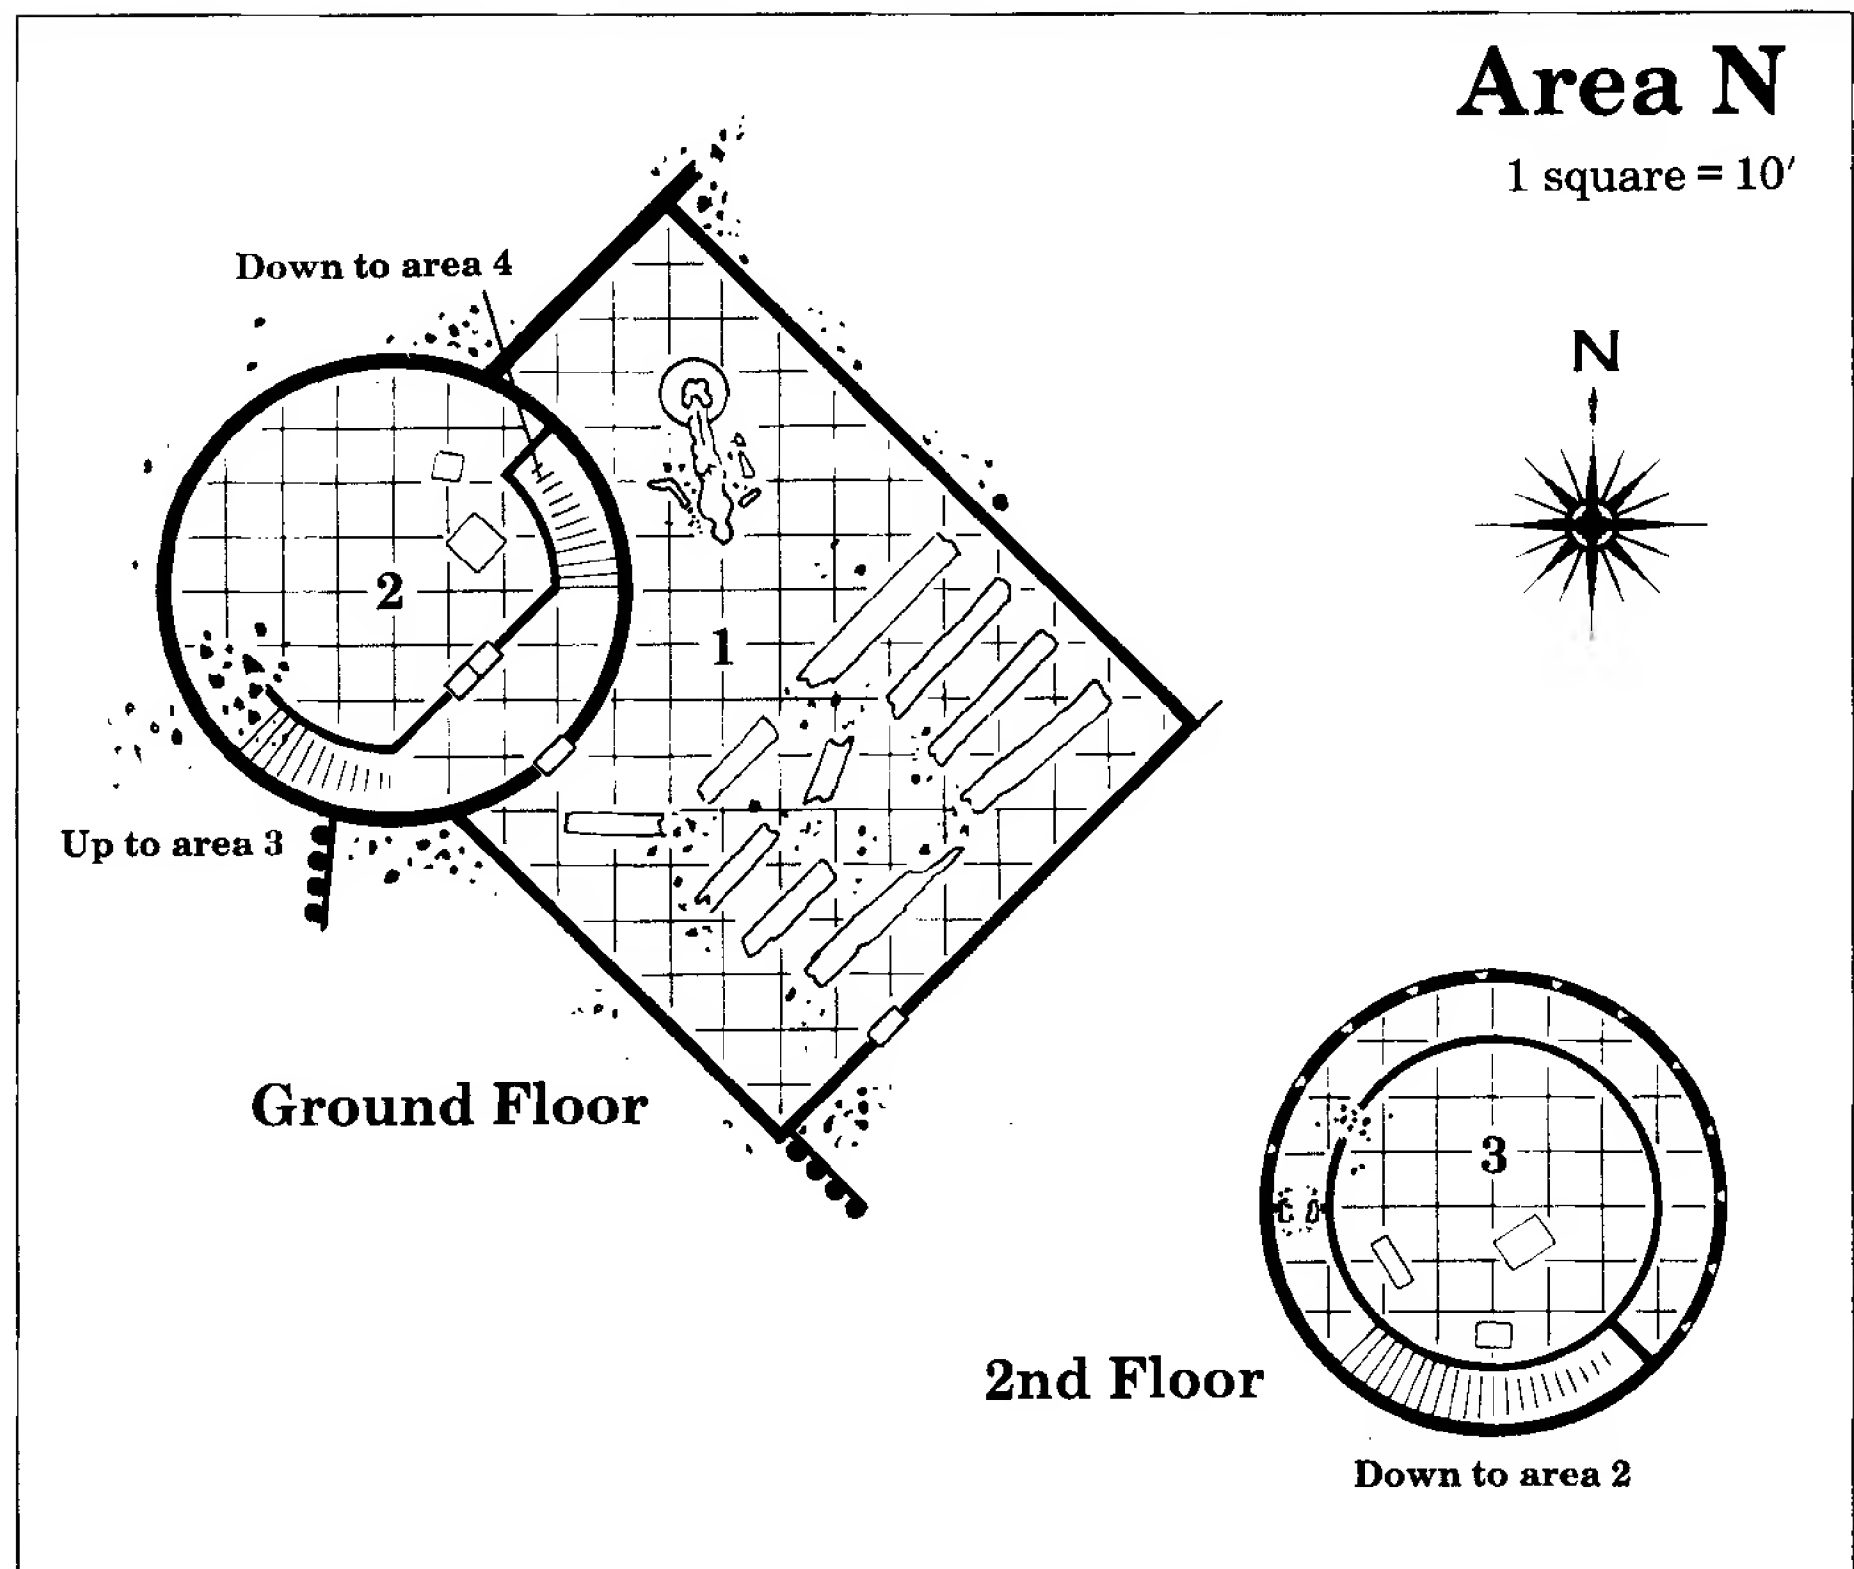 Area N
1 square = 10′
Down to area 4
N
2
1
Up to area 3
Ground Floor
3
2nd Floor
Down to area 2